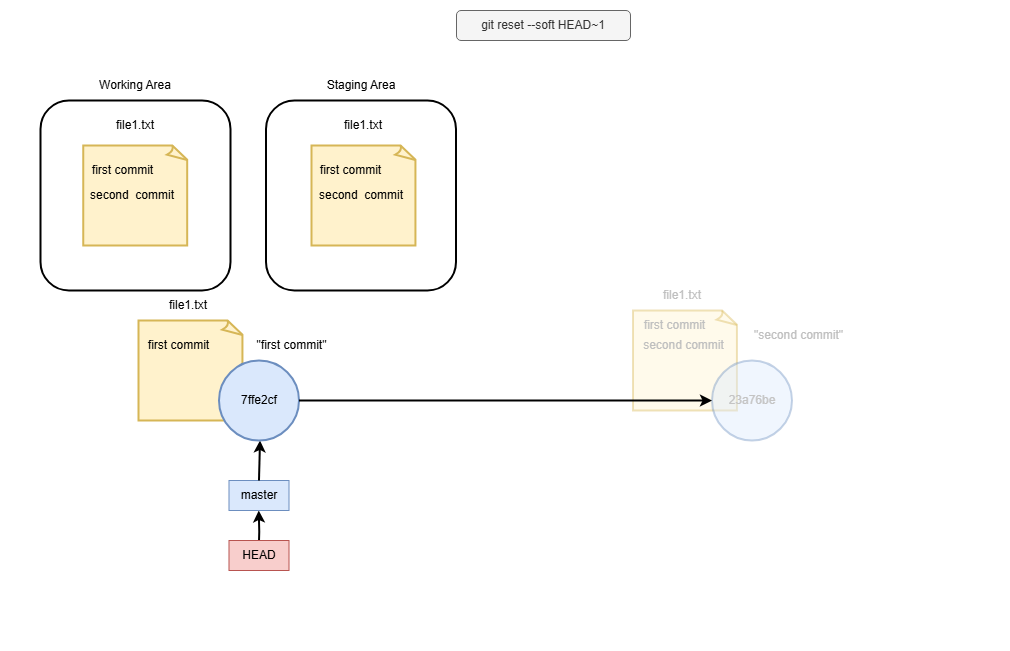 git reset --soft HEAD~1
Working Area
Staging Area
file1.txt
file1.txt
first commit
second  commit
first commit
second  commit
file1.txt
first commit
"first commit"
7ffe2cf
file1.txt
first commit
second commit
"second commit"
23a76be
master
HEAD